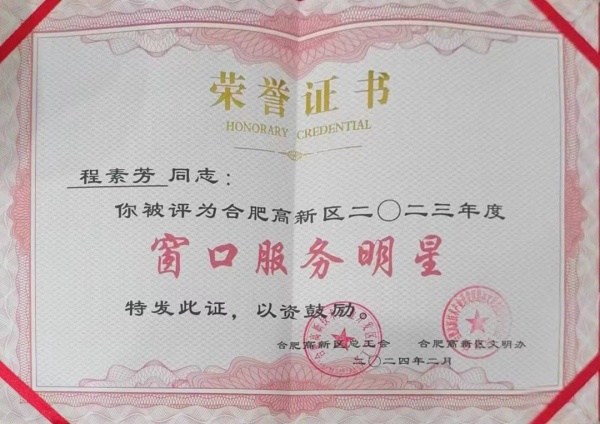 荣誉证书
HONORARY CREDENTIAL
程素芳 同志：
你被评为合肥高新区二〇二三年度
窗口服务明星
特发此证，以资鼓励。
合肥高新区总工会 合肥高新区文明办
二〇二四年二月